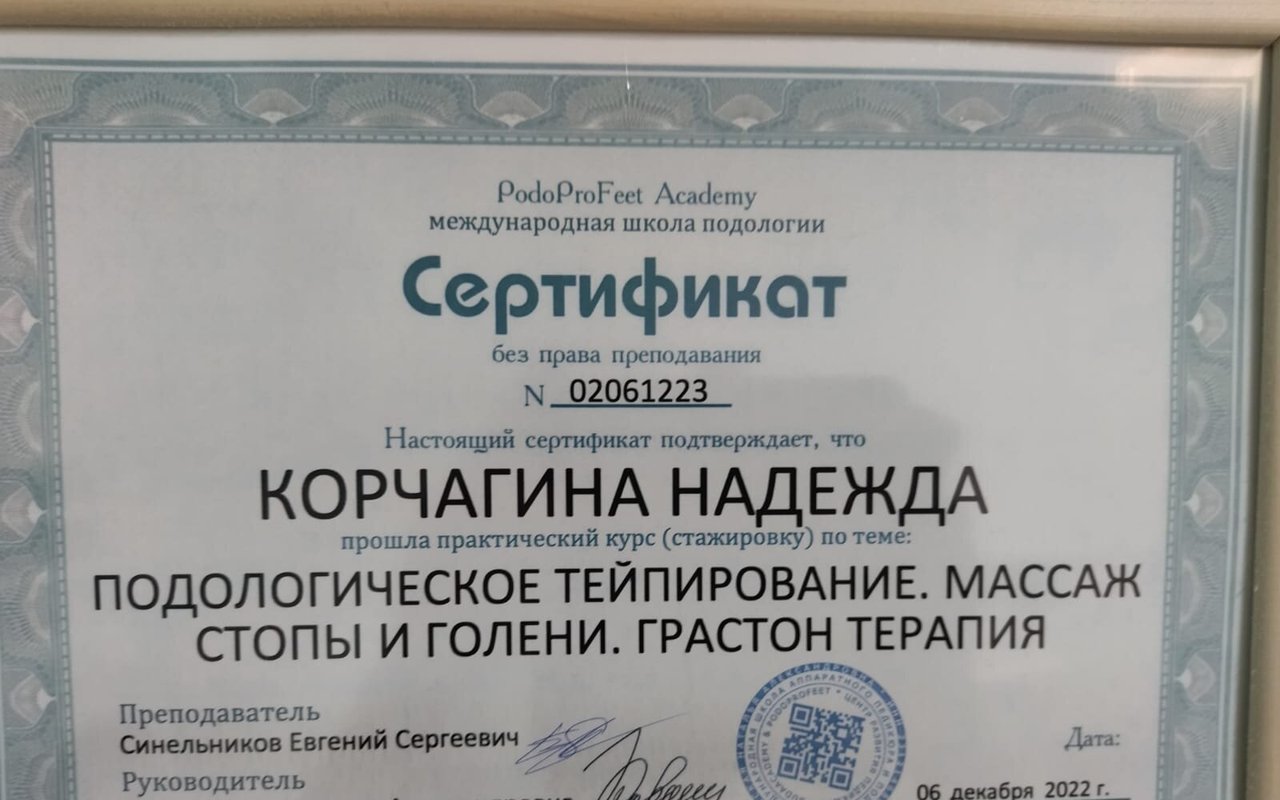 PodoProFeet Academy
международная школа подологии
Сертификат
без права преподавания
N 02061223
Настоящий сертификат подтверждает, что
КОРЧАГИНА НАДЕЖДА
прошла практический курс (стажировку) по теме:
ПОДОЛОГИЧЕСКОЕ ТЕЙПИРОВАНИЕ. МАССАЖ
СТОПЫ И ГОЛЕНИ. ГРАСТОН ТЕРАПИЯ
Преподаватель
Синельников Евгений Сергеевич
Дата:
Руководитель
06 декабря 2022 г.